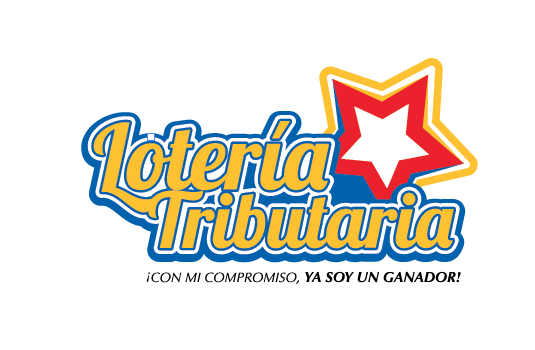 Lotería
Tributaria
¡CON MI COMPROMISO, YA SOY UN GANADOR!